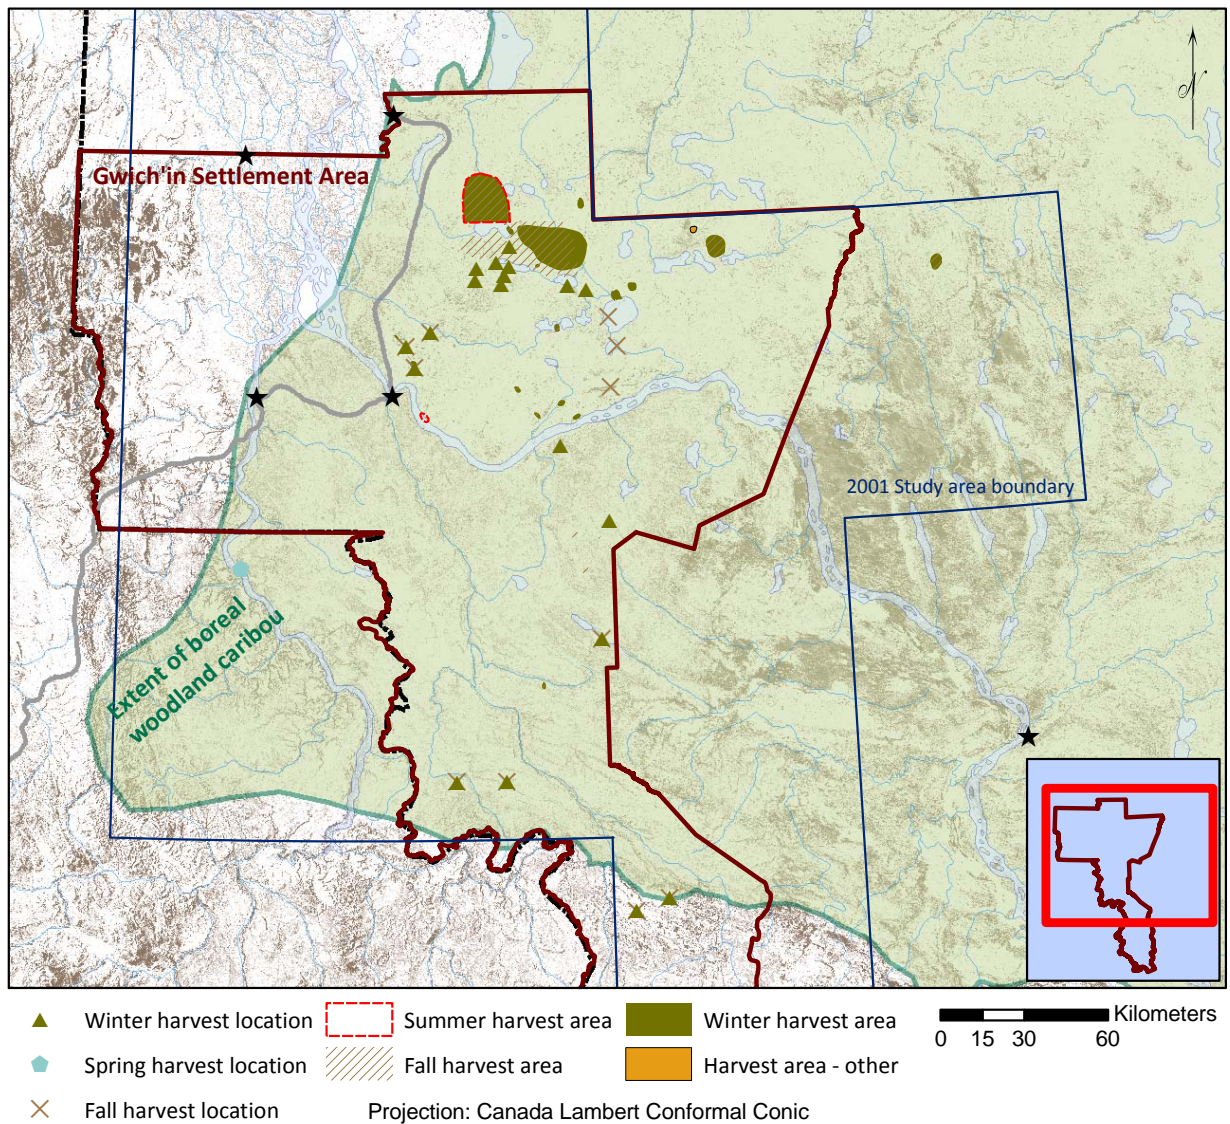 N
Gwich'in Settlement Area
2001 Study area boundary
Extent of boreal
woodland caribou
Winter harvest location
Summer harvest area
Winter harvest area
Kilometers
0 15 30 60
Spring harvest location
Fall harvest area
Harvest area - other
Fall harvest location
Projection: Canada Lambert Conformal Conic